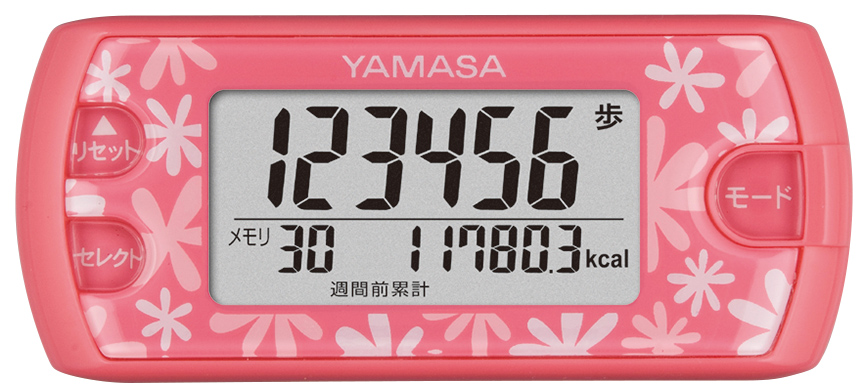 YAMASA
▲
リセット
123456 歩
モード
セレクト
メモリ 30 11780.3 kcal
週間前累計